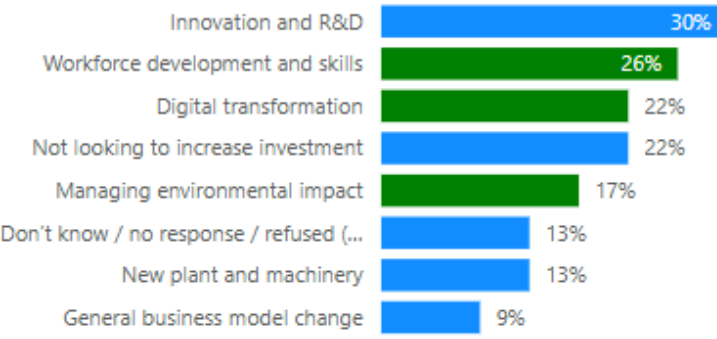 Innovation and R&D 30%
Workforce development and skills 26%
Digital transformation 22%
Not looking to increase investment 22%
Managing environmental impact 17%
Don't know / no response / refused (... 13%
New plant and machinery 13%
General business model change 9%